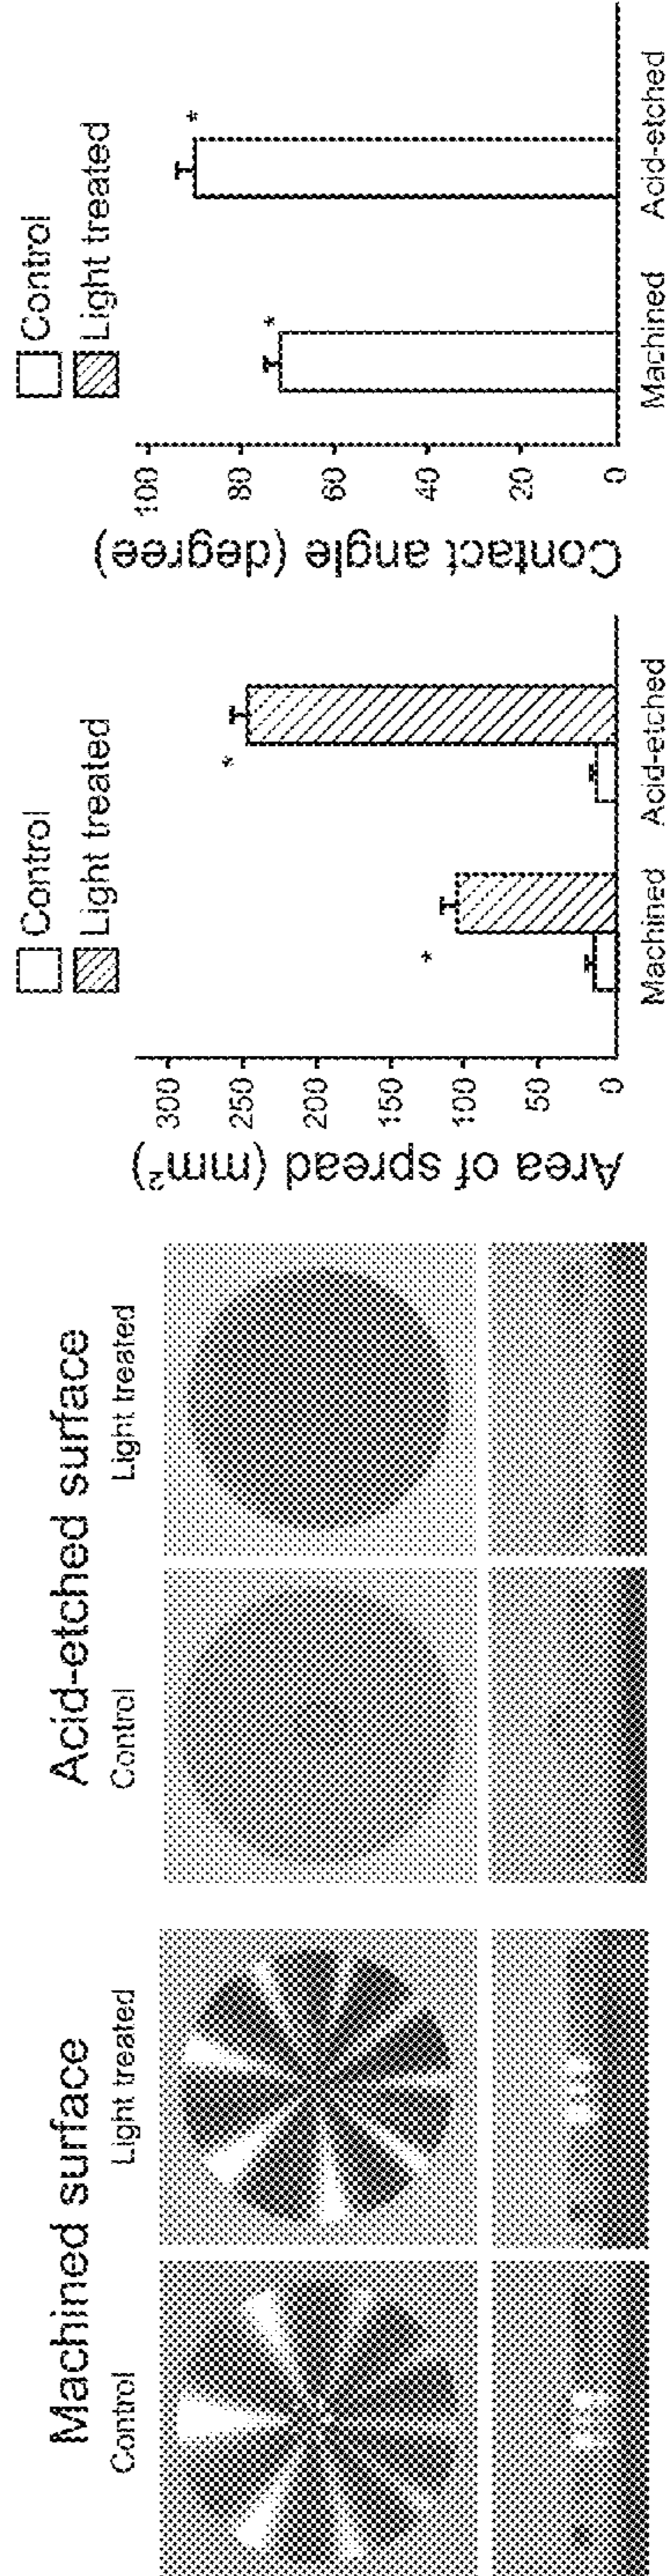 Machined surface
Control
Light treated
Acid-etched surface
Control
Light treated
Control
Light treated
Area of spread (mm²)
300
250
200
150
100
50
0
*
*
Machined
Acid-etched
Control
Light treated
Contact angle (degree)
100
80
60
40
20
0
*
*
Machined
Acid-etched